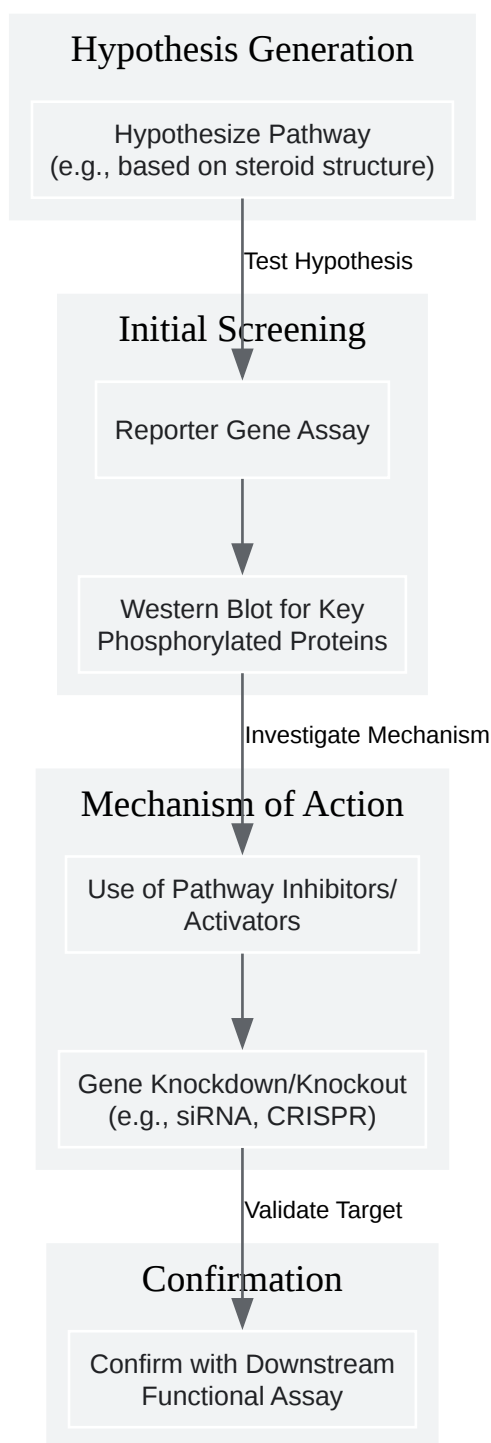 Hypothesis Generation
Hypothesize Pathway
(e.g., based on steroid structure)
Test Hypothesis
Initial Screening
Reporter Gene Assay
Western Blot for Key
Phosphorylated Proteins
Investigate Mechanism
Mechanism of Action
Use of Pathway Inhibitors/
Activators
Gene Knockdown/Knockout
(e.g., siRNA, CRISPR)
Validate Target
Confirmation
Confirm with Downstream
Functional Assay